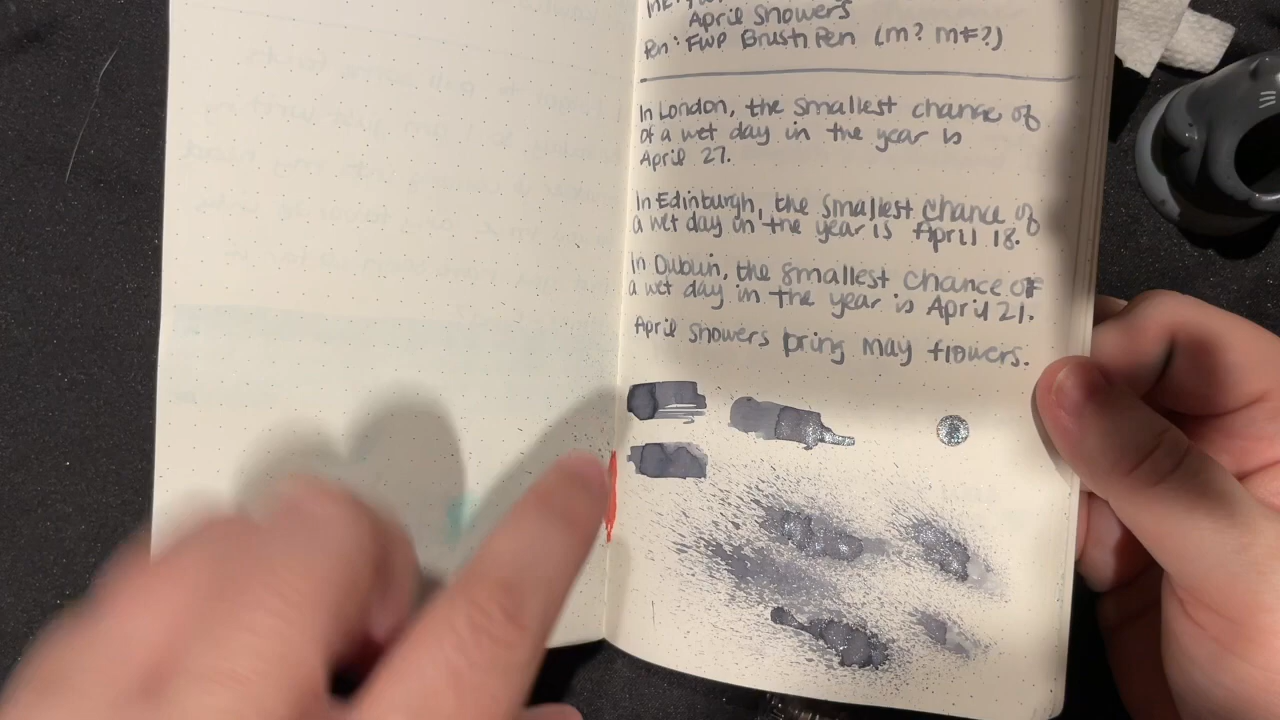 April Showers
Pen: FWP Brush Pen (m? mf?)
In London, the smallest chance of
of a wet day in the year is
April 27.
In Edinburgh, the smallest chance of
a wet day in the year is April 18.
In Dublin, the smallest chance of
a wet day in the year is April 21.
April showers bring may flowers.